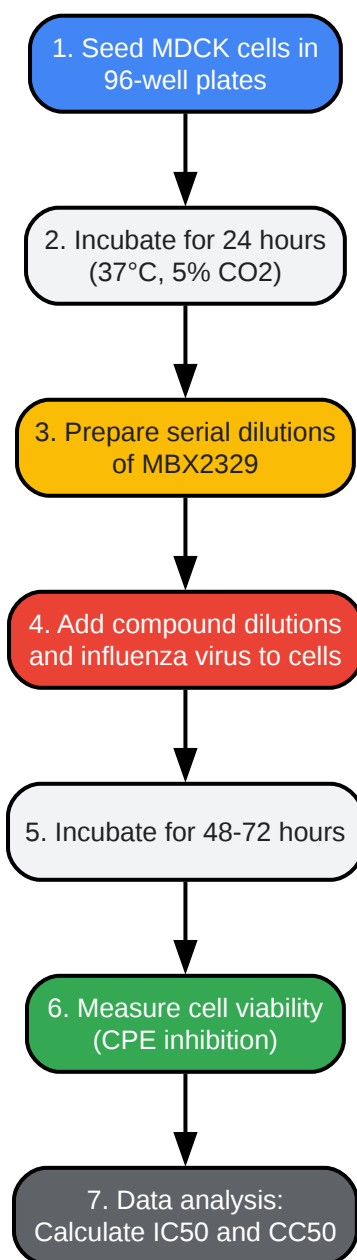 1. Seed MDCK cells in
96-well plates
2. Incubate for 24 hours
(37°C, 5% CO2)
3. Prepare serial dilutions
of MBX2329
4. Add compound dilutions
and influenza virus to cells
5. Incubate for 48-72 hours
6. Measure cell viability
(CPE inhibition)
7. Data analysis:
Calculate IC50 and CC50